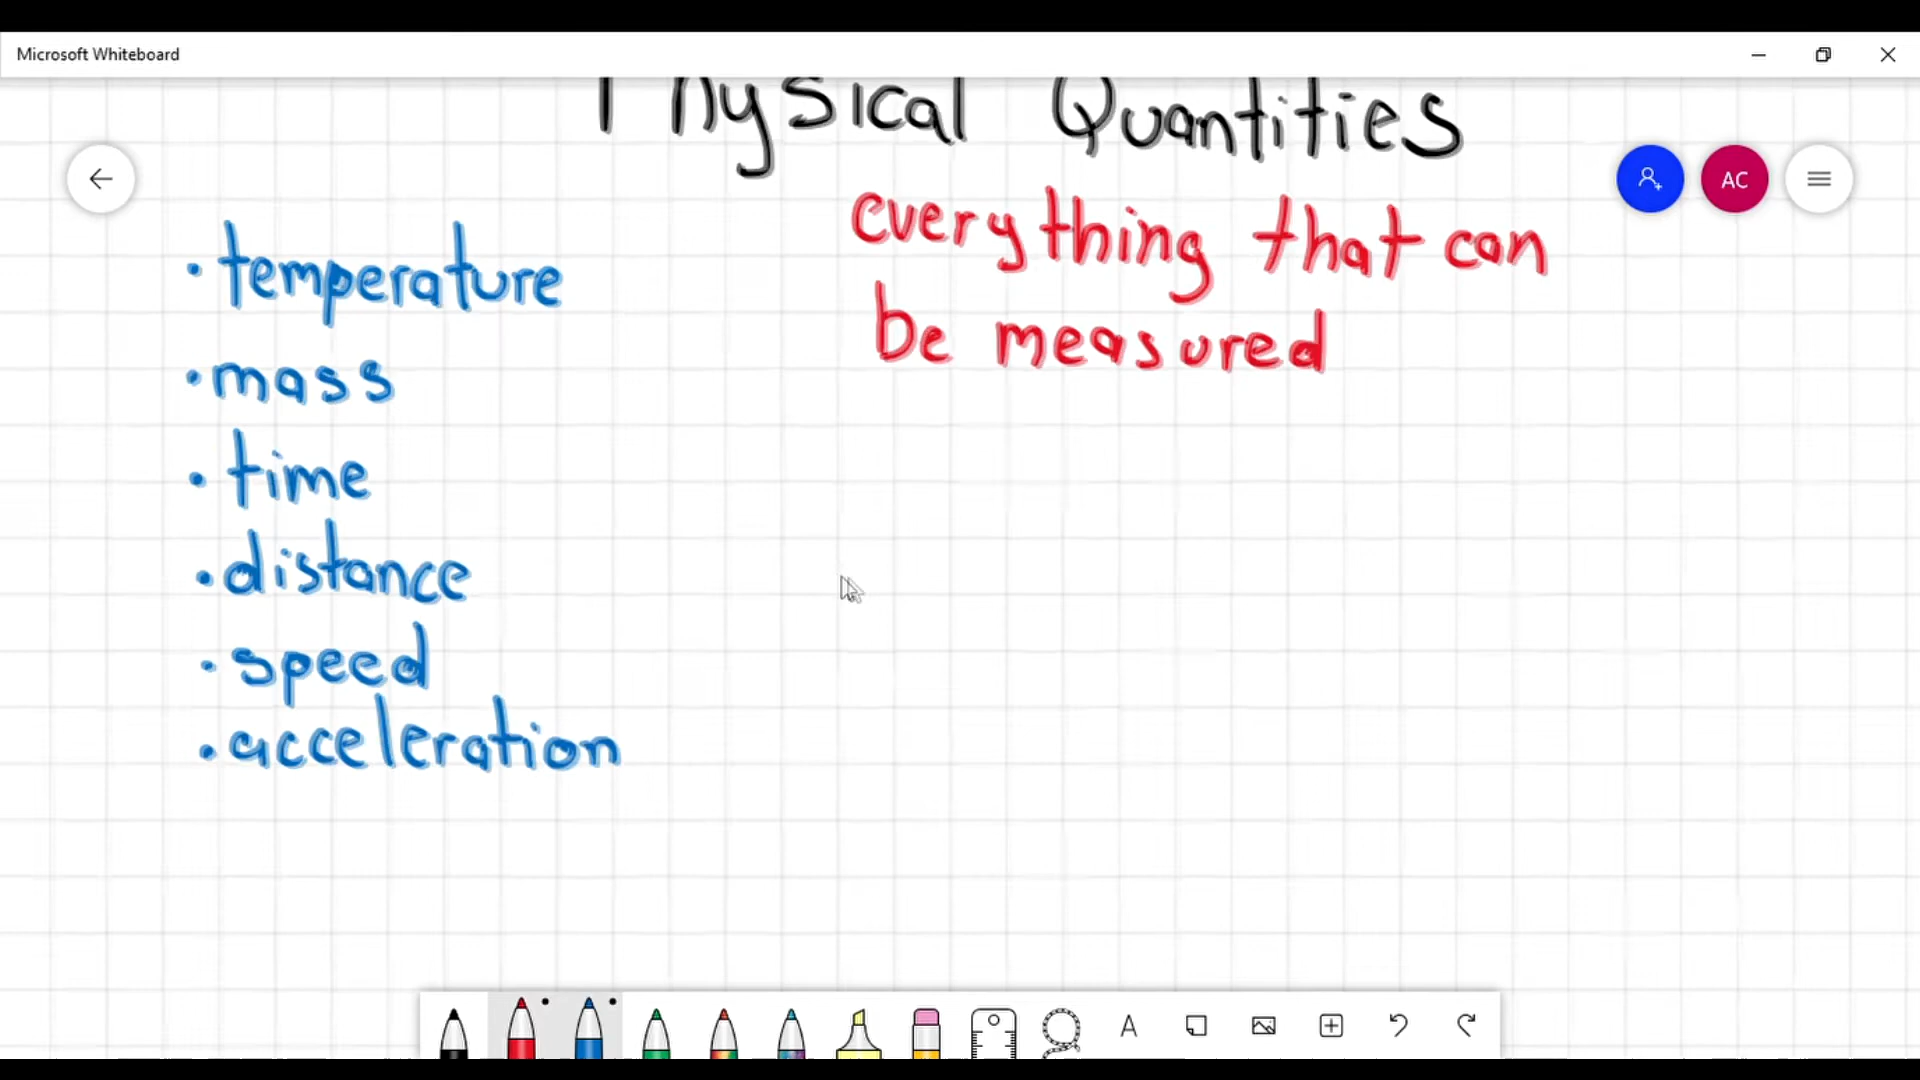 Microsoft Whiteboard
Physical Quantities
AC
everything that can
be measured
• temperature
• mass
• time
• distance
• speed
• acceleration
A